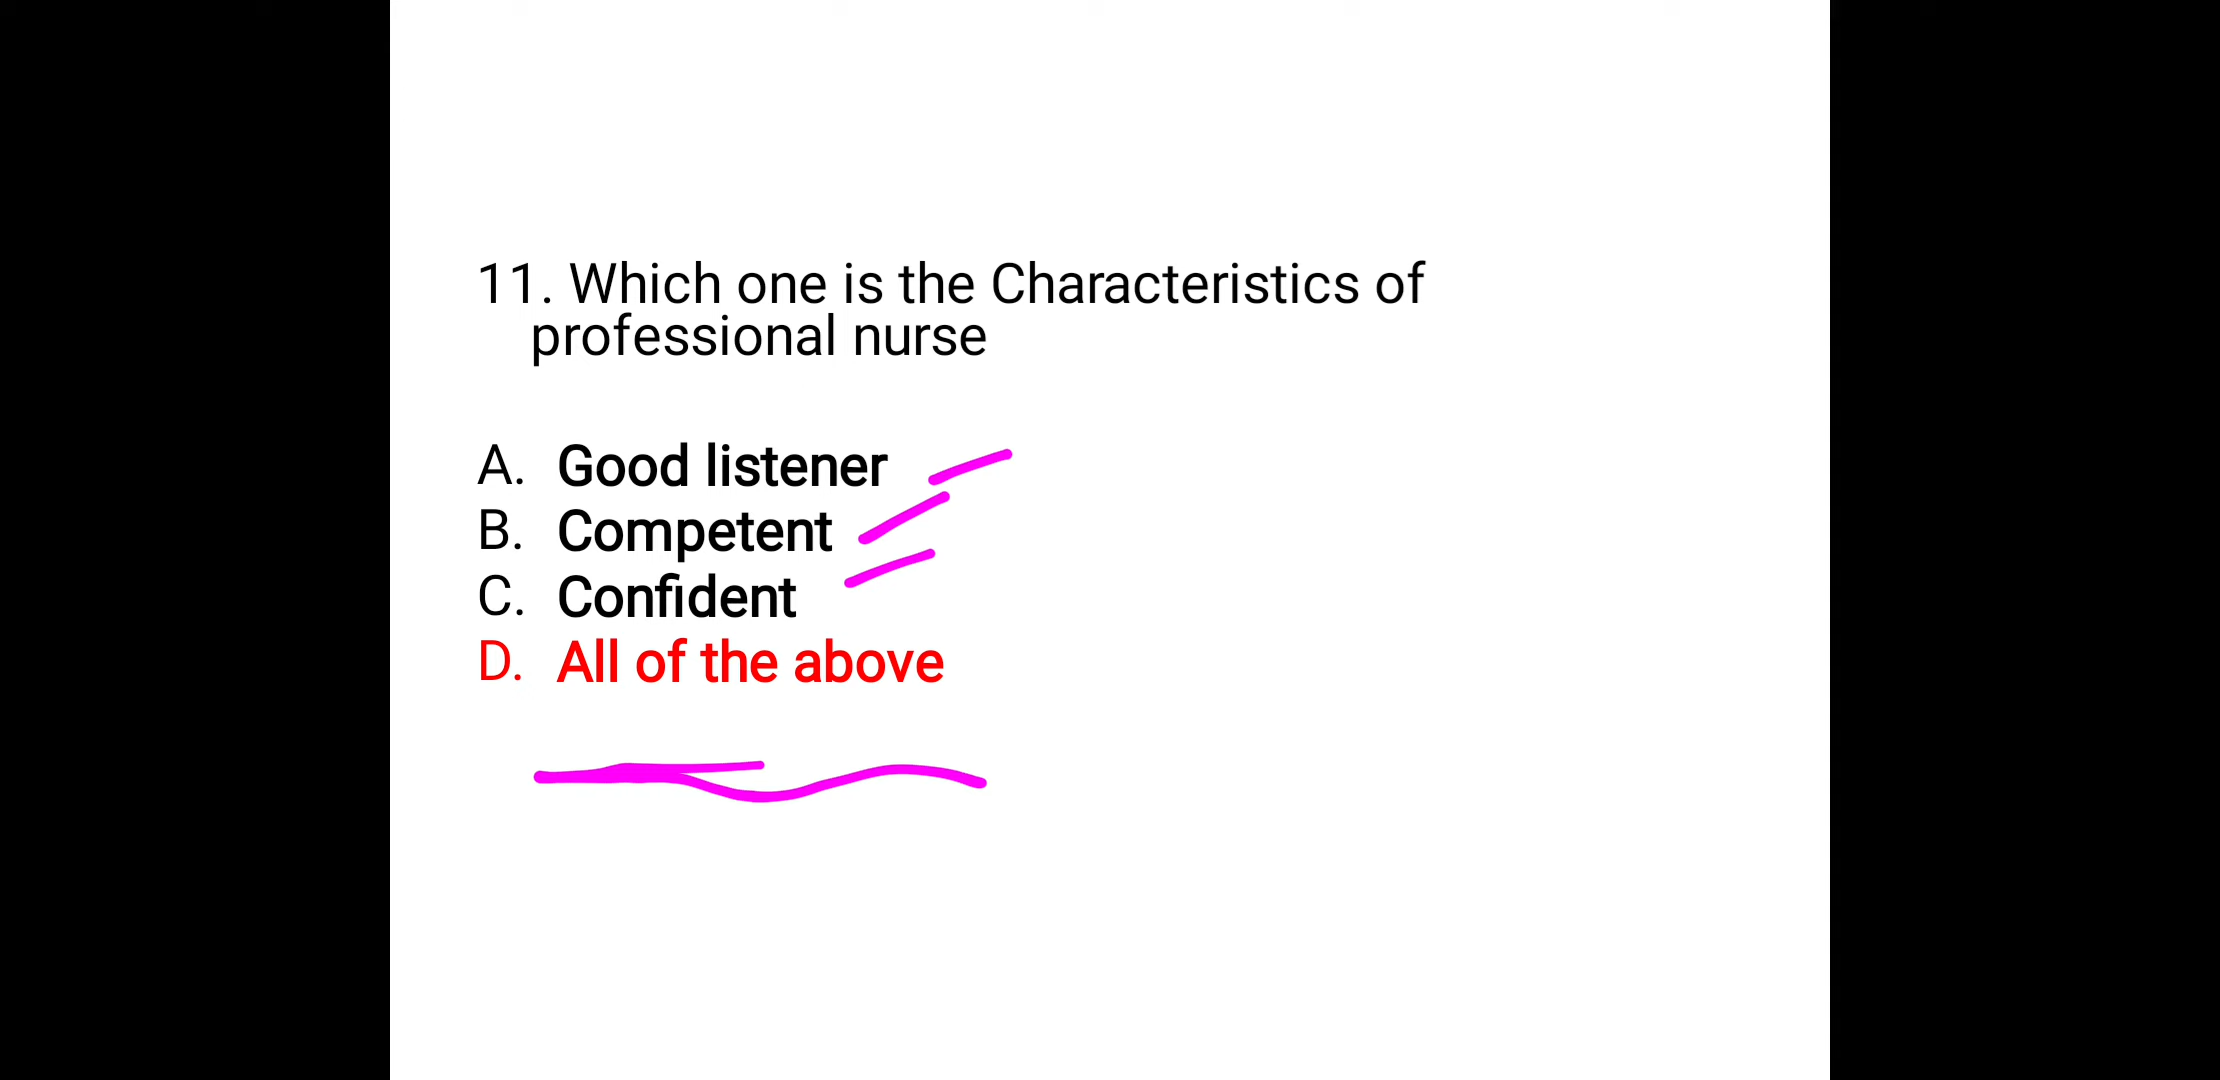 11. Which one is the Characteristics of
professional nurse
A. Good listener
B. Competent
C. Confident
D. All of the above